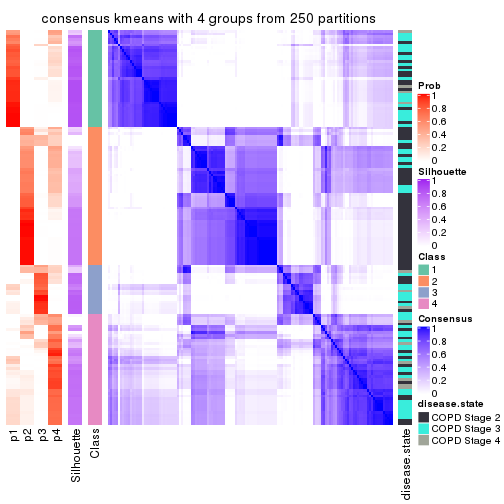 consensus kmeans with 4 groups from 250 partitions
Prob
1
0.8
0.6
0.4
0.2
0
Silhouette
1
0.8
0.6
0.4
0.2
0
Class
1
2
3
4
Consensus
1
0.8
0.6
0.4
0.2
0
disease.state
COPD Stage 2
COPD Stage 3
COPD Stage 4
p1
p2
p3
p4
Silhouette
Class
disease.state